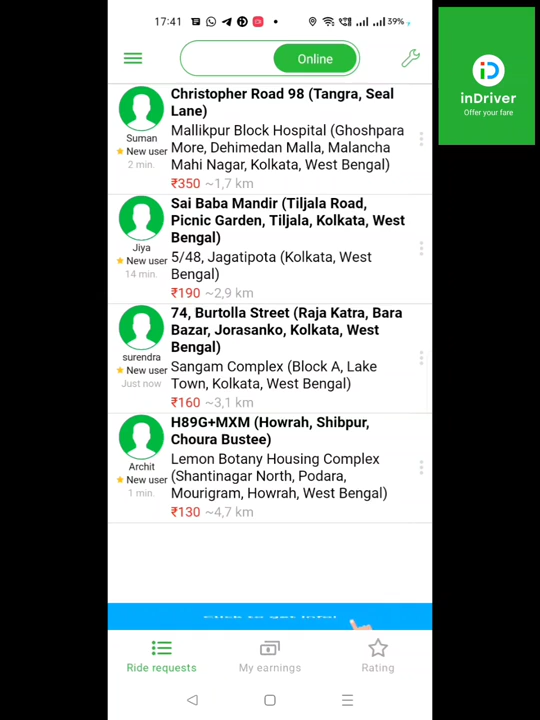 17:41
39%
Online
inDriver
Offer your fare
Christopher Road 98 (Tangra, Seal
Lane)
Mallikpur Block Hospital (Ghoshpara
More, Dehimedan Malla, Malancha
Mahi Nagar, Kolkata, West Bengal)
₹350 ~1,7 km
Suman
New user
2 min.
Sai Baba Mandir (Tiljala Road,
Picnic Garden, Tiljala, Kolkata, West
Bengal)
5/48, Jagatipota (Kolkata, West
Bengal)
₹190 ~2,9 km
Jiya
New user
14 min.
74, Burtolla Street (Raja Katra, Bara
Bazar, Jorasanko, Kolkata, West
Bengal)
Sangam Complex (Block A, Lake
Town, Kolkata, West Bengal)
₹160 ~3,1 km
surendra
New user
Just now
H89G+MXM (Howrah, Shibpur,
Choura Bustee)
Lemon Botany Housing Complex
(Shantinagar North, Podara,
Mourigram, Howrah, West Bengal)
₹130 ~4,7 km
Archit
New user
1 min.
Click to get info!
Ride requests
My earnings
Rating